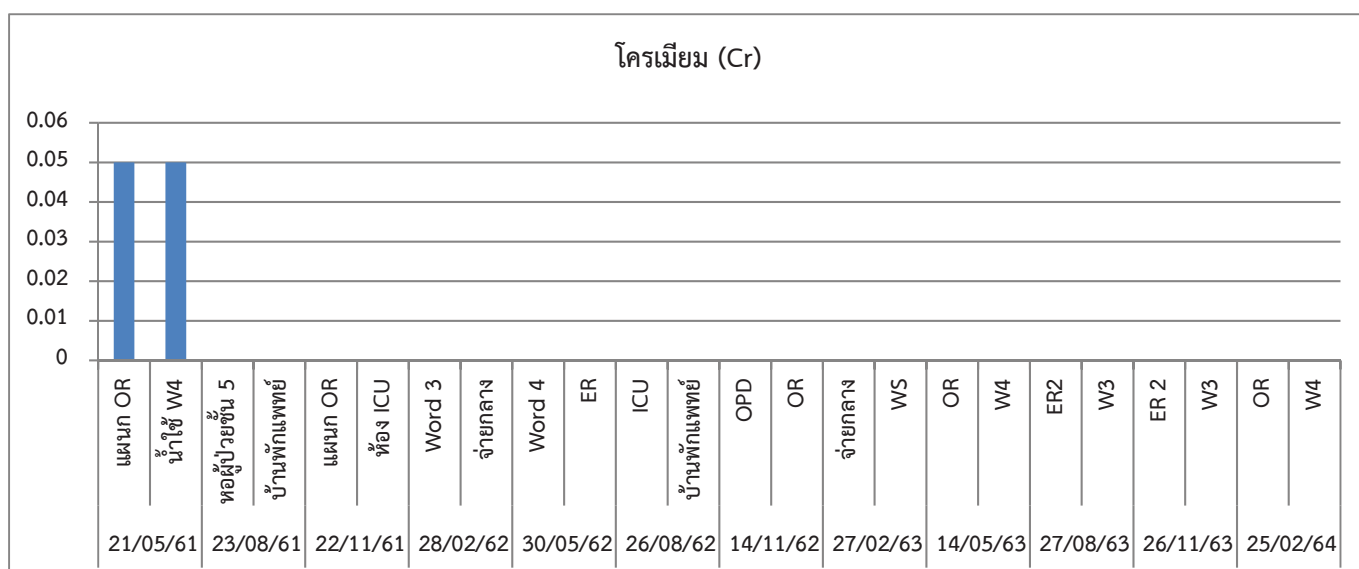 โครเมียม (Cr)
0.06
0.05
0.04
0.03
0.02
0.01
0
แผนก OR
น้ำใช้ W4
หอผู้ป่วยชั้น 5
บ้านพักแพทย์
แผนก OR
ห้อง ICU
Word 3
จ่ายกลาง
Word 4
ER
ICU
บ้านพักแพทย์
OPD
OR
จ่ายกลาง
WS
OR
W4
ER2
W3
ER 2
W3
OR
W4
21/05/61 23/08/61 22/11/61 28/02/62 30/05/62 26/08/62 14/11/62 27/02/63 14/05/63 27/08/63 26/11/63 25/02/64